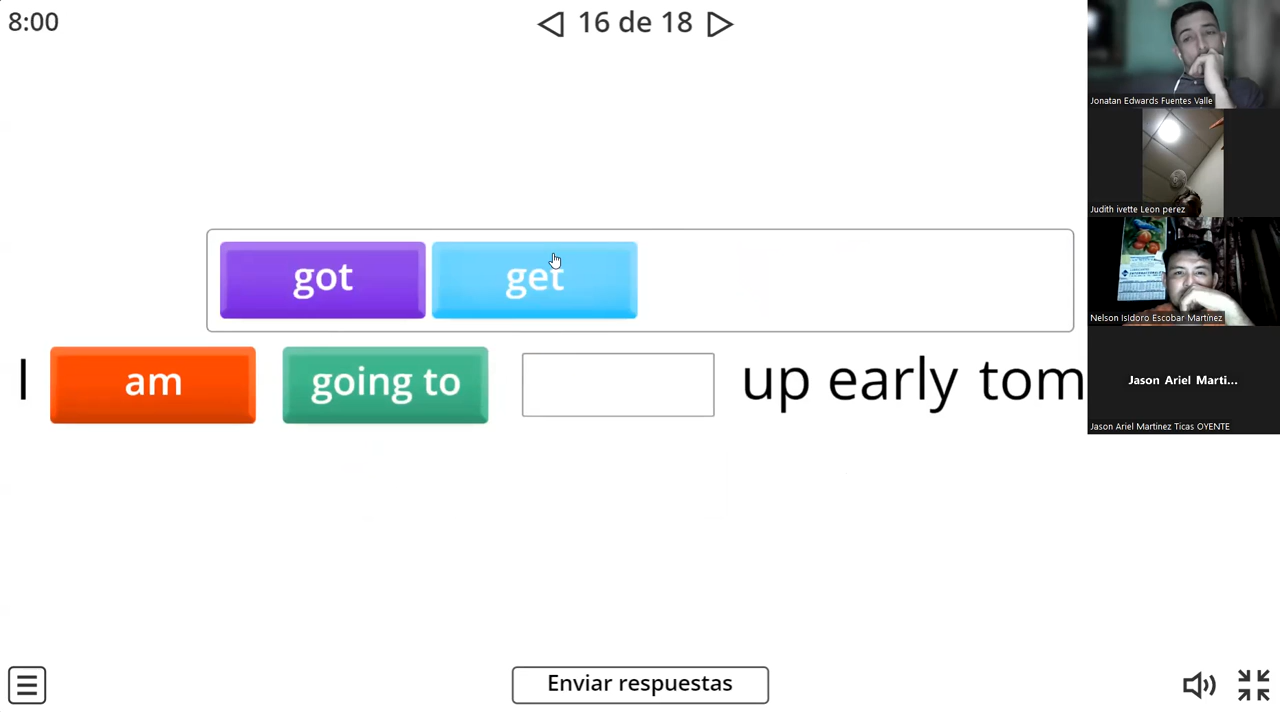 8:00
16 de 18
got get
I am going to up early tom
Enviar respuestas
Jonatan Edwards Fuentes Valle
Judith ivette Leon perez
Nelson Isidoro Escobar Martinez
Jason Ariel Marti...
Jason Ariel Martinez Ticas OYENTE